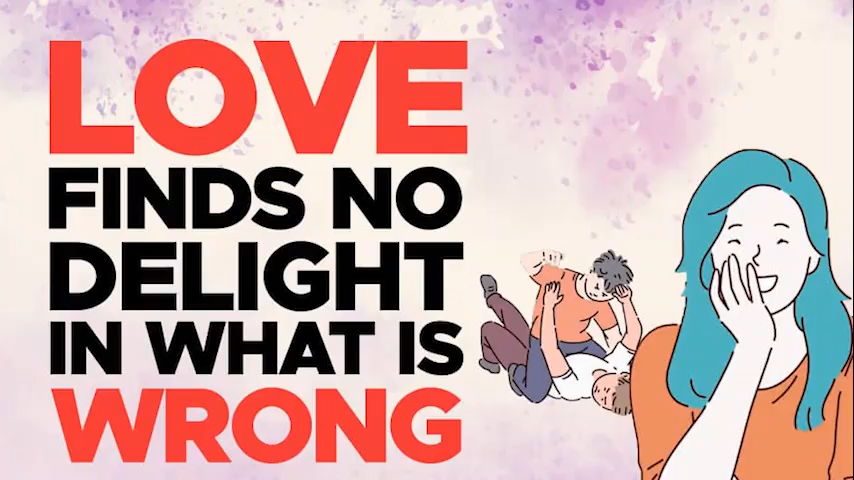 LOVE
FINDS NO
DELIGHT
IN WHAT IS
WRONG